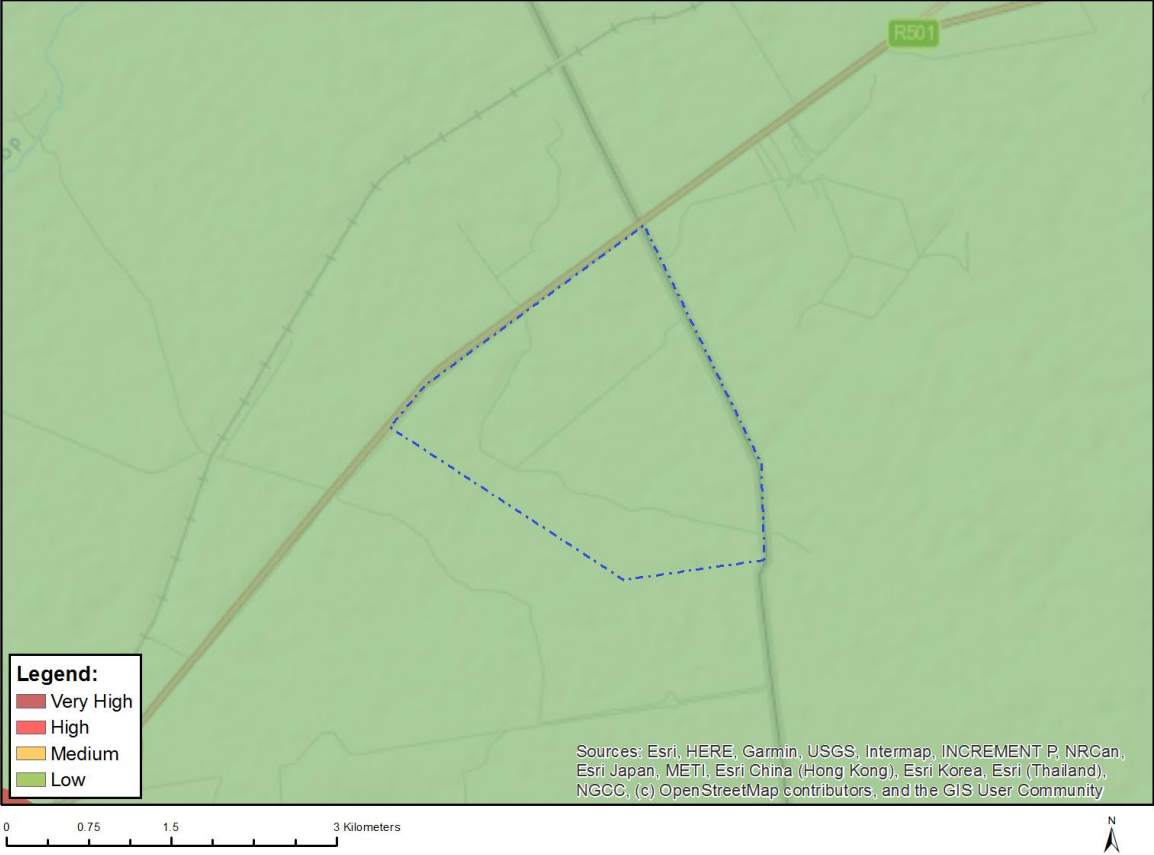 R501
op
Legend:
Very High
High
Medium
Low
Sources: Esri, HERE, Garmin, USGS, Intermap, INCREMENT P, NRCan,
Esri Japan, METI, Esri China (Hong Kong), Esri Korea, Esri (Thailand),
NGCC, (c) OpenStreetMap contributors, and the GIS User Community
0 0.75 1.5 3 Kilometers
N